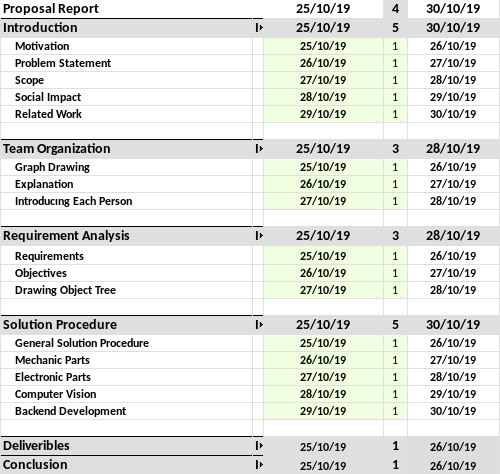 Proposal Report 25/10/19 4 30/10/19
Introduction 25/10/19 5 30/10/19
Motivation 25/10/19 1 26/10/19
Problem Statement 26/10/19 1 27/10/19
Scope 27/10/19 1 28/10/19
Social Impact 28/10/19 1 29/10/19
Related Work 29/10/19 1 30/10/19
Team Organization 25/10/19 3 28/10/19
Graph Drawing 25/10/19 1 26/10/19
Explanation 26/10/19 1 27/10/19
Introducing Each Person 27/10/19 1 28/10/19
Requirement Analysis 25/10/19 3 28/10/19
Requirements 25/10/19 1 26/10/19
Objectives 26/10/19 1 27/10/19
Drawing Object Tree 27/10/19 1 28/10/19
Solution Procedure 25/10/19 5 30/10/19
General Solution Procedure 25/10/19 1 26/10/19
Mechanic Parts 26/10/19 1 27/10/19
Electronic Parts 27/10/19 1 28/10/19
Computer Vision 28/10/19 1 29/10/19
Backend Development 29/10/19 1 30/10/19
Deliveribles 25/10/19 1 26/10/19
Conclusion 25/10/19 1 26/10/19